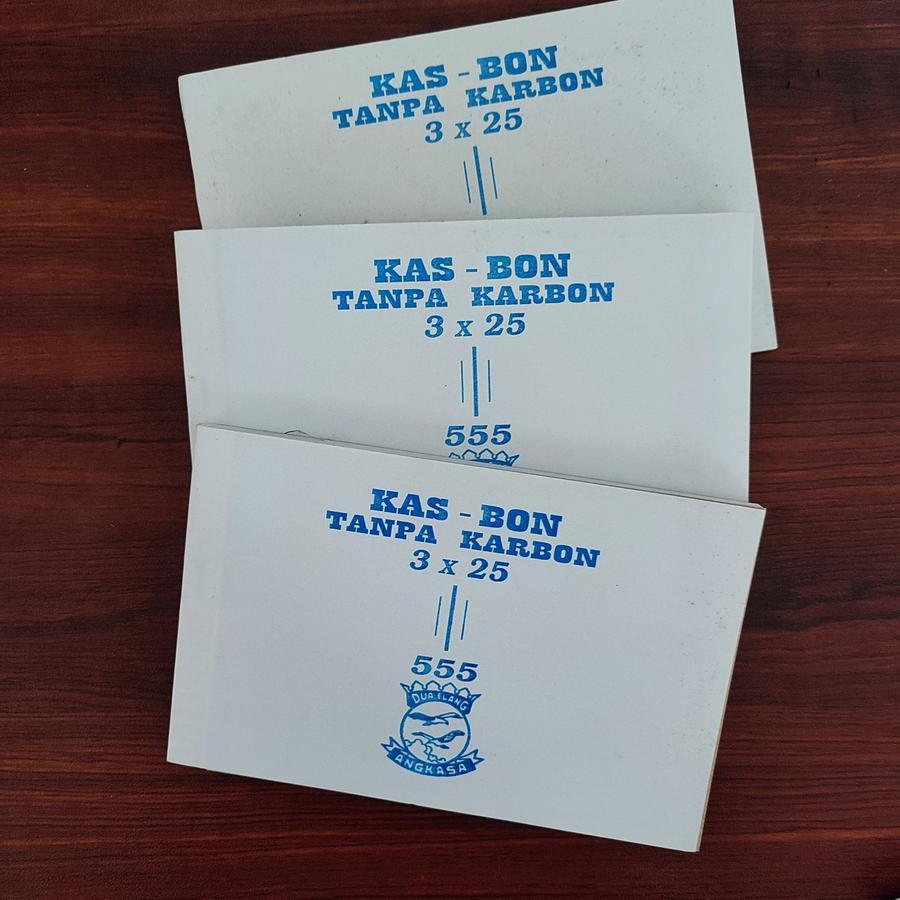 KAS - BON
TANPA KARBON
3 x 25
KAS - BON
TANPA KARBON
3 x 25
555
KAS - BON
TANPA KARBON
3 x 25
555
DUA ELANG
ANGKASA